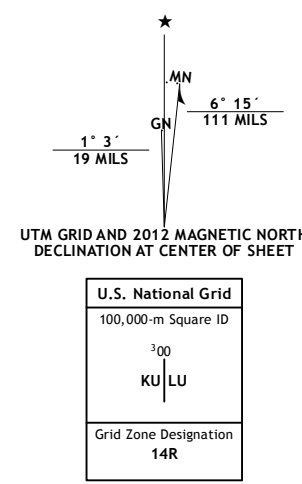 ★
MN
GN
6° 15´
111 MILS
1° 3´
19 MILS
UTM GRID AND 2012 MAGNETIC NORTH
DECLINATION AT CENTER OF SHEET
U.S. National Grid
100,000-m Square ID
³00
KU LU
Grid Zone Designation
14R